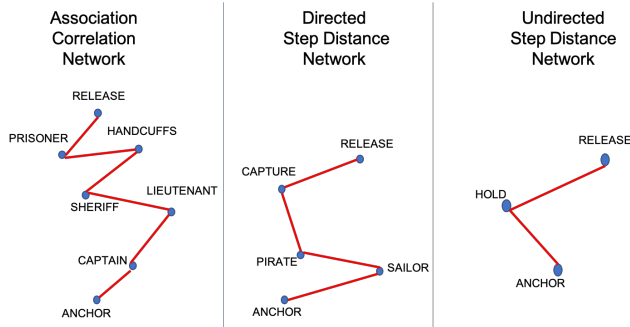 Association
Correlation
Network
RELEASE
PRISONER
HANDCUFFS
SHERIFF
LIEUTENANT
CAPTAIN
ANCHOR
Directed
Step Distance
Network
RELEASE
CAPTURE
PIRATE
SAILOR
ANCHOR
Undirected
Step Distance
Network
RELEASE
HOLD
ANCHOR